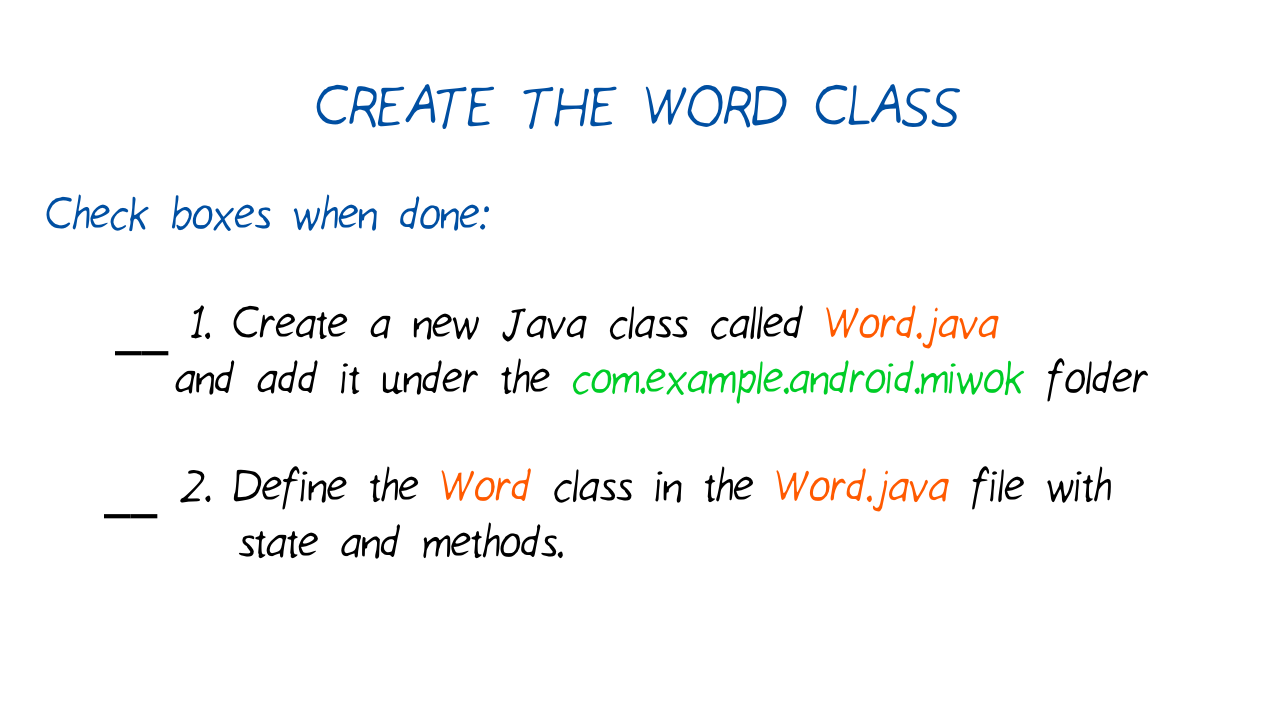 CREATE THE WORD CLASS
Check boxes when done:
__ 1. Create a new Java class called Word.java
and add it under the com.example.android.miwok folder
__ 2. Define the Word class in the Word.java file with
state and methods.